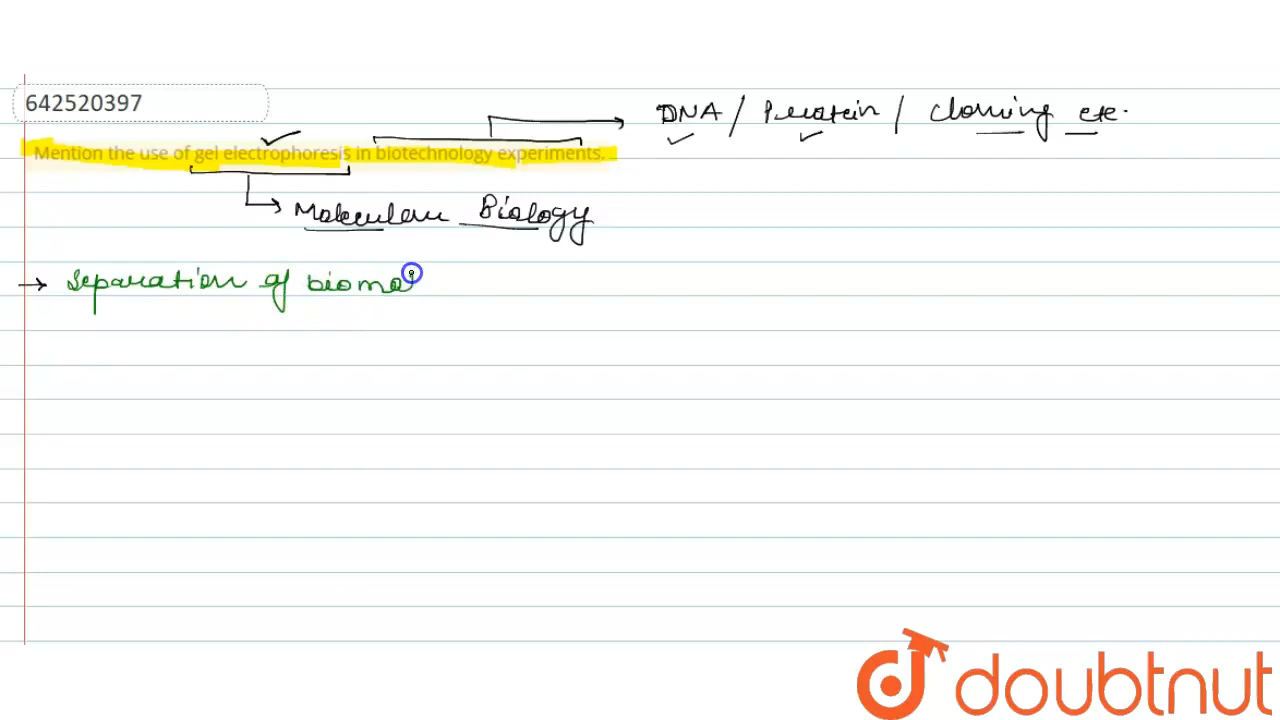 642520397
DNA / Protein / Cloning etc.
Mention the use of gel electrophoresis in biotechnology experiments.
Molecular Biology
→ Separation of biomo
doubtnut